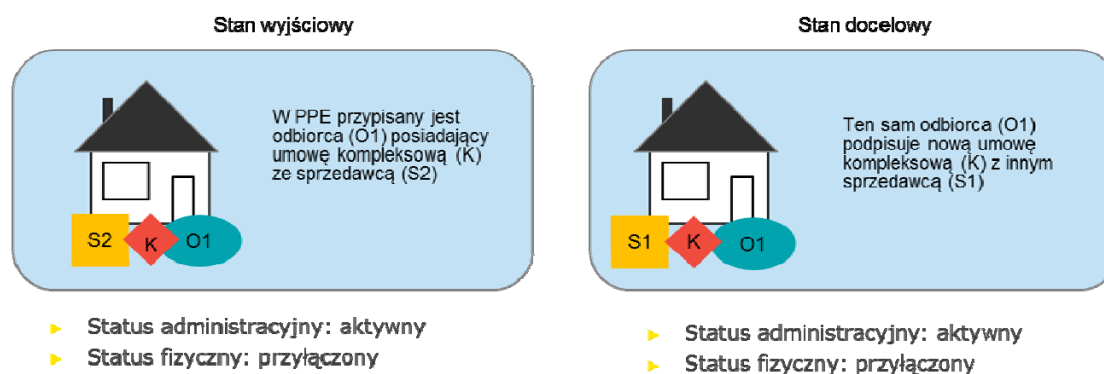 Stan wyjściowy
W PPE przypisany jest
odbiorca (O1) posiadający
umowę kompleksową (K)
ze sprzedawcą (S2)
S2
K
O1
► Status administracyjny: aktywny
► Status fizyczny: przyłączony
Stan docelowy
Ten sam odbiorca (O1)
podpisuje nową umowę
kompleksową (K) z innym
sprzedawcą (S1)
S1
K
O1
► Status administracyjny: aktywny
► Status fizyczny: przyłączony